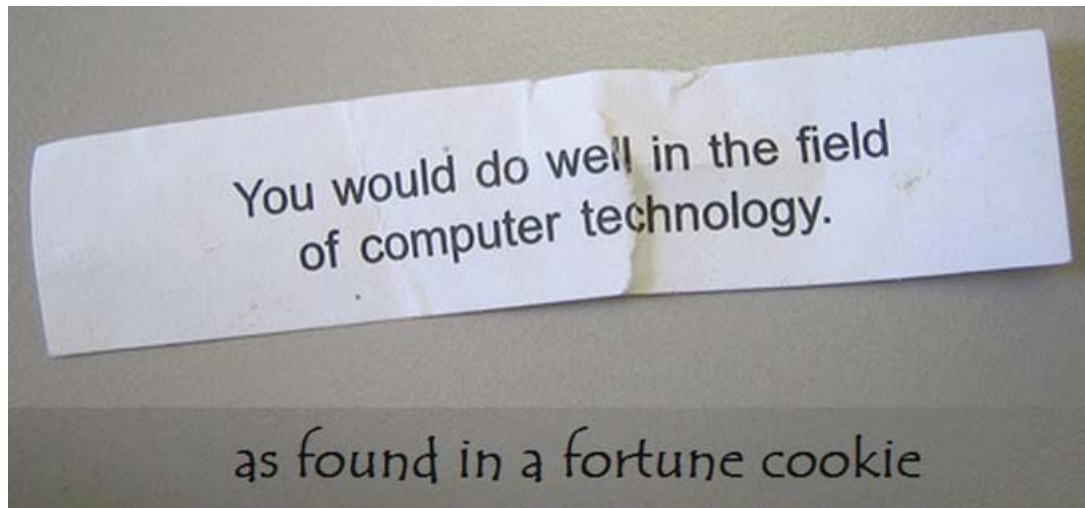 You would do well in the field
of computer technology.
as found in a fortune cookie